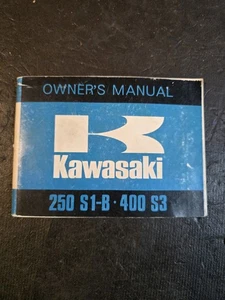 OWNER'S MANUAL
Kawasaki
250 S1-B · 400 S3